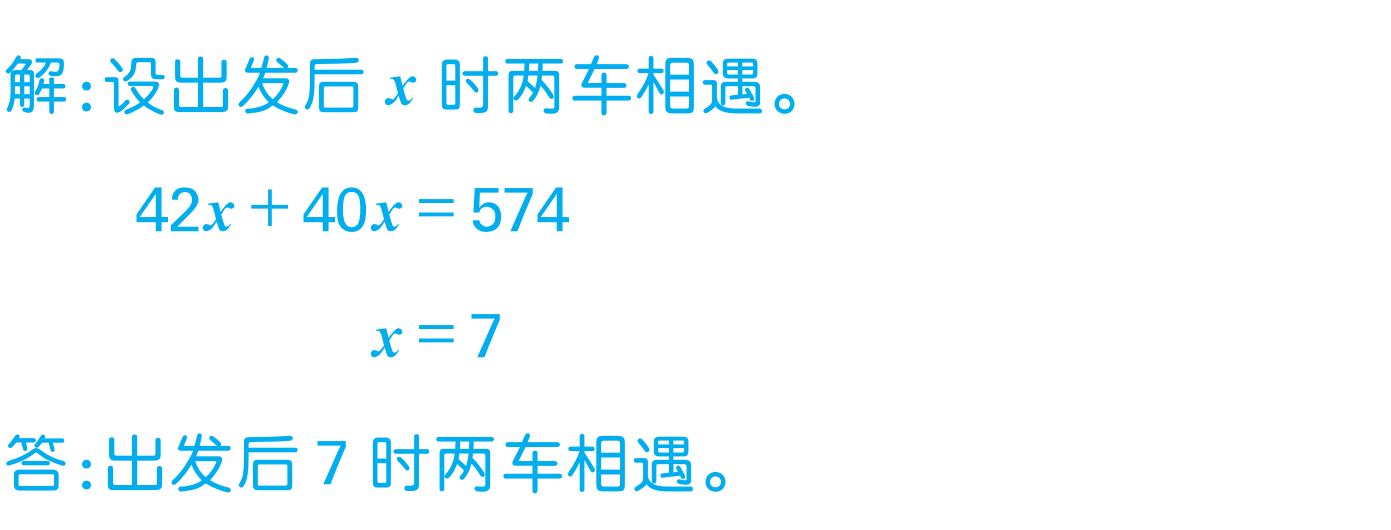 解:设出发后 x 时两车相遇。
42x + 40x = 574
x = 7
答:出发后 7 时两车相遇。